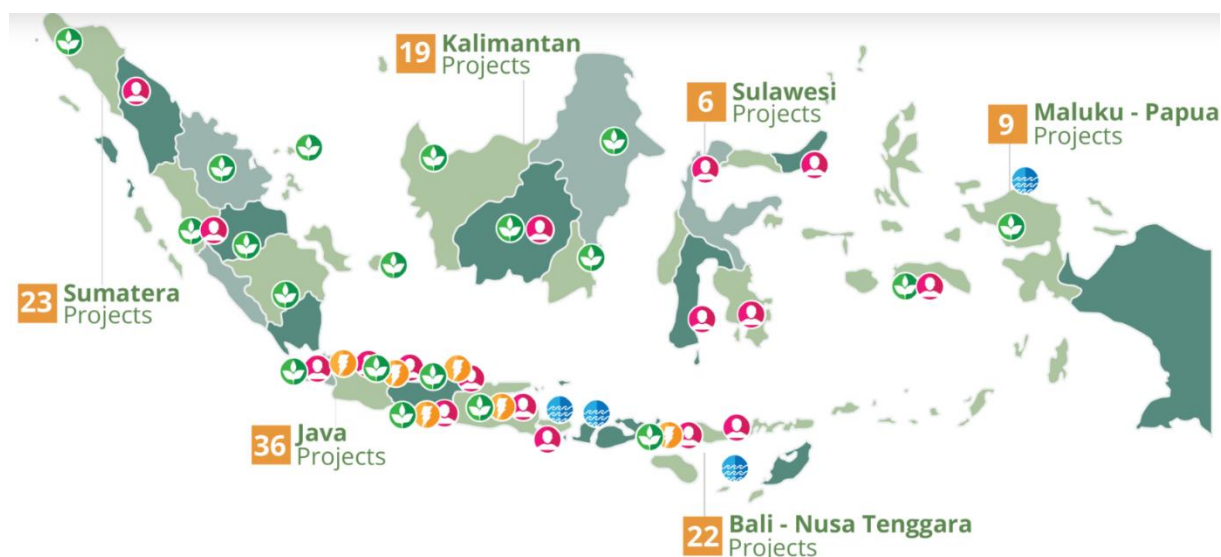 19 Kalimantan
Projects
6 Sulawesi
Projects
9 Maluku - Papua
Projects
23 Sumatera
Projects
36 Java
Projects
22 Bali - Nusa Tenggara
Projects